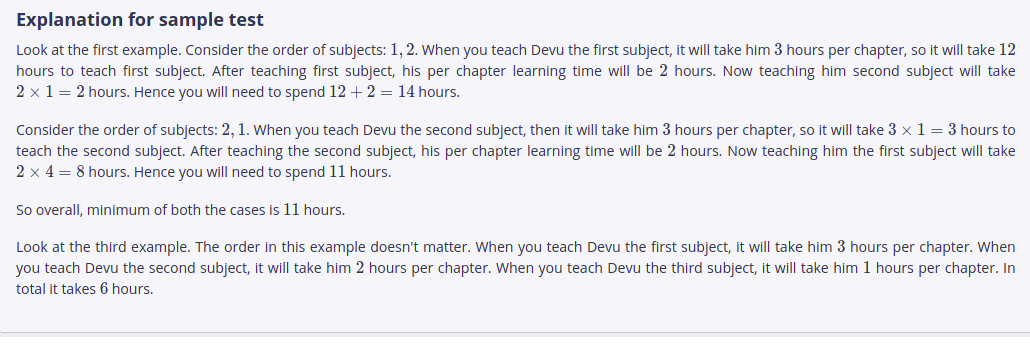 Explanation for sample test
Look at the first example. Consider the order of subjects: 1, 2. When you teach Devu the first subject, it will take him 3 hours per chapter, so it will take 12
hours to teach first subject. After teaching first subject, his per chapter learning time will be 2 hours. Now teaching him second subject will take
2 × 1 = 2 hours. Hence you will need to spend 12 + 2 = 14 hours.
Consider the order of subjects: 2, 1. When you teach Devu the second subject, then it will take him 3 hours per chapter, so it will take 3 × 1 = 3 hours to
teach the second subject. After teaching the second subject, his per chapter learning time will be 2 hours. Now teaching him the first subject will take
2 × 4 = 8 hours. Hence you will need to spend 11 hours.
So overall, minimum of both the cases is 11 hours.
Look at the third example. The order in this example doesn't matter. When you teach Devu the first subject, it will take him 3 hours per chapter. When
you teach Devu the second subject, it will take him 2 hours per chapter. When you teach Devu the third subject, it will take him 1 hours per chapter. In
total it takes 6 hours.